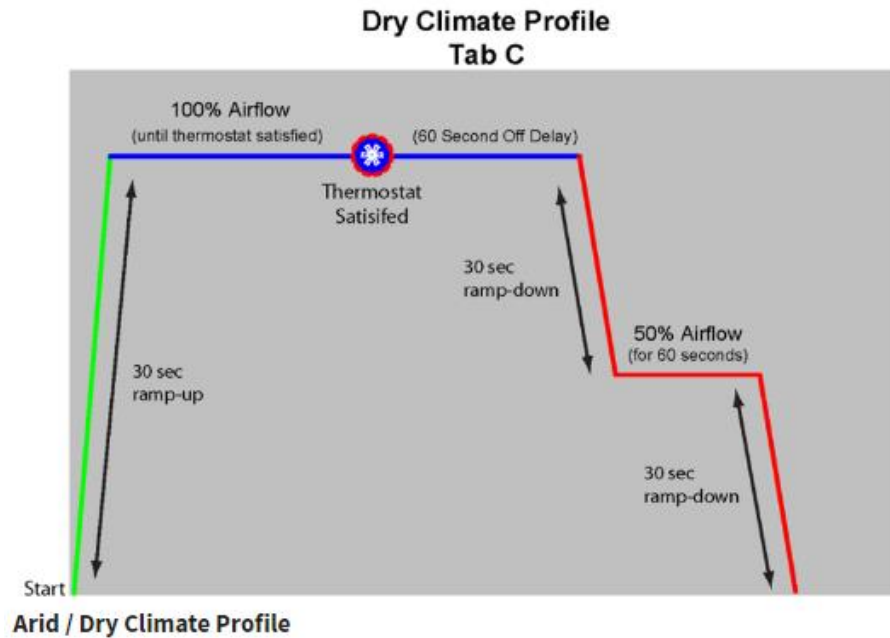 Dry Climate Profile
Tab C
100% Airflow
(until thermostat satisfied)
(60 Second Off Delay)
Thermostat
Satisifed
30 sec
ramp-down
50% Airflow
(for 60 seconds)
30 sec
ramp-up
30 sec
ramp-down
Start
Arid / Dry Climate Profile